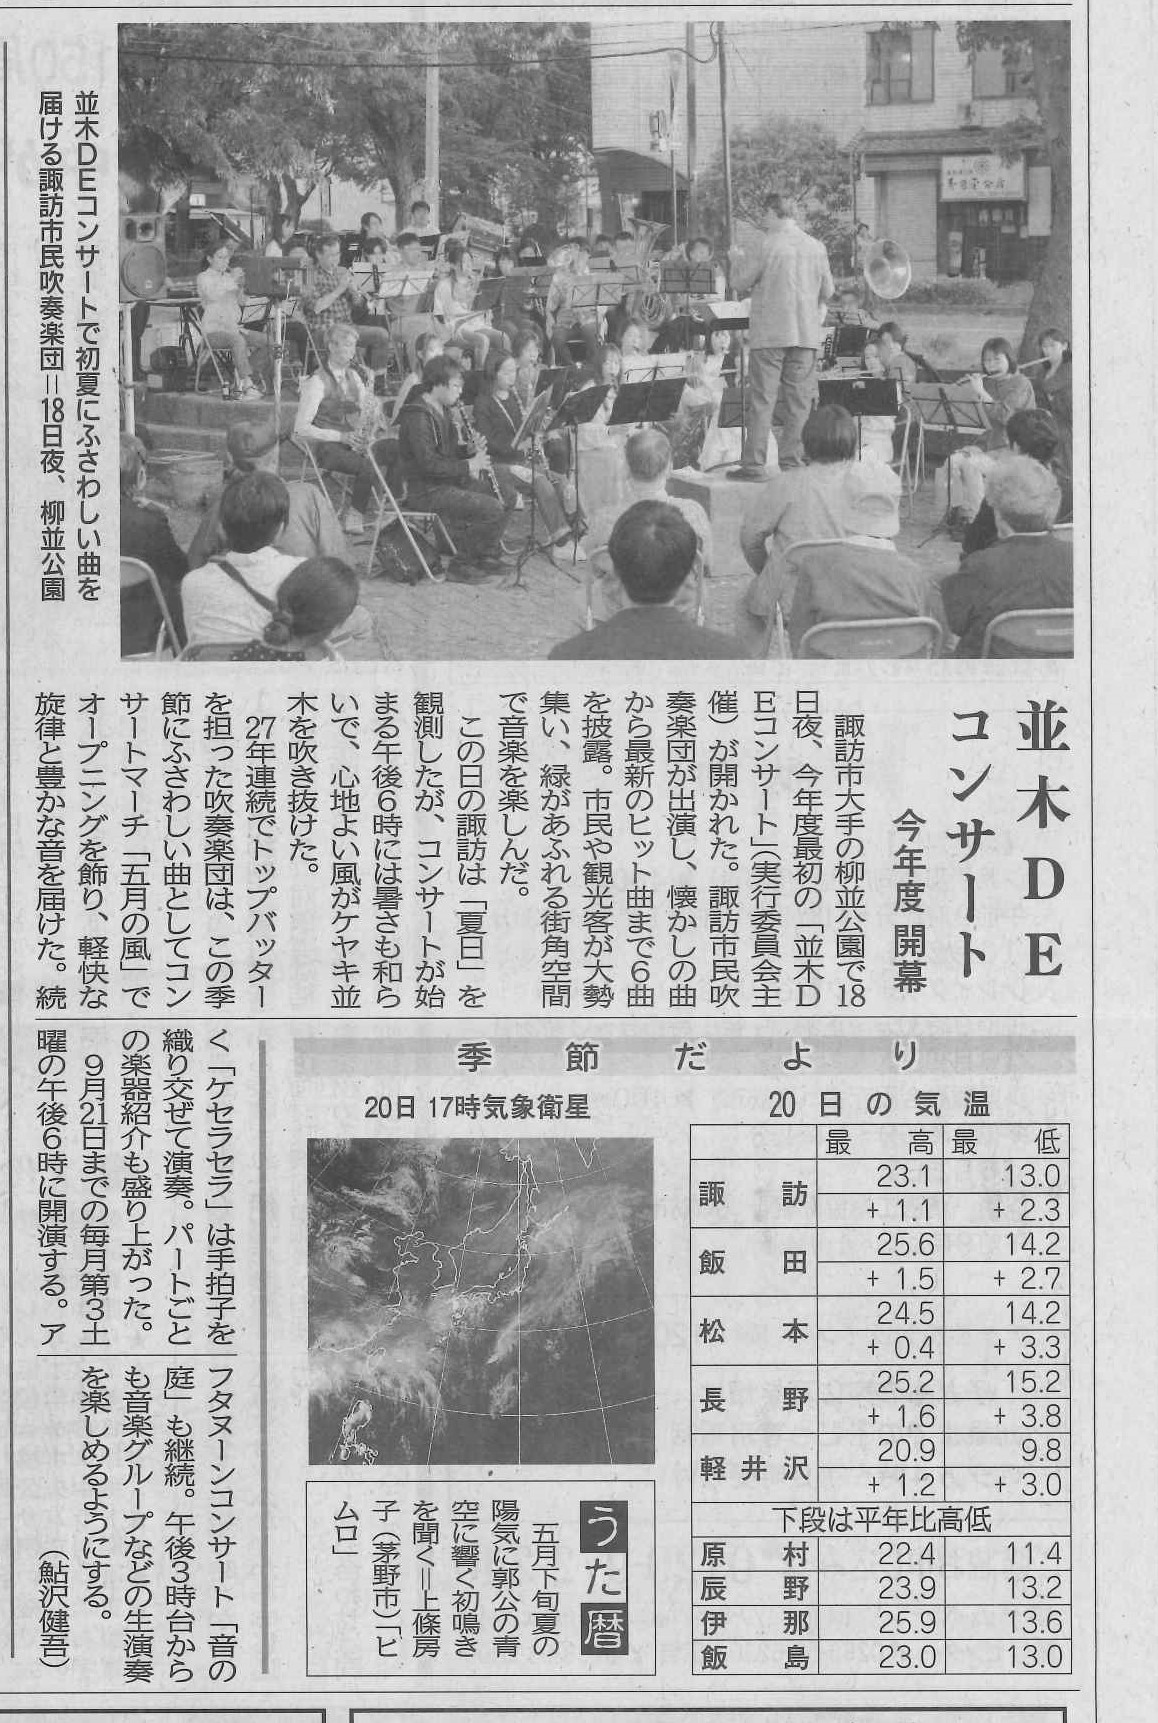 並木DEコンサートで初夏にふさわしい曲を
届ける諏訪市民吹奏楽団=18日夜、柳並公園
並木DE
コンサート
今年度開幕
諏訪市大手の柳並公園で18
日夜、今年度最初の「並木D
Eコンサート」(実行委員会主
催)が開かれた。諏訪市民吹
奏楽団が出演し、懐かしの曲
から最新のヒット曲まで6曲
を披露。市民や観光客が大勢
集い、緑があふれる街角空間
で音楽を楽しんだ。
この日の諏訪は「夏日」を
観測したが、コンサートが始
まる午後6時には暑さも和ら
いで、心地よい風がケヤキ並
木を吹き抜けた。
27年連続でトップバッター
を担った吹奏楽団は、この季
節にふさわしい曲としてコン
サートマーチ「五月の風」で
オープニングを飾り、軽快な
旋律と豊かな音を届けた。続
く「ケセラセラ」は手拍子を
織り交ぜて演奏。パートごと
の楽器紹介も盛り上がった。
9月21日までの毎月第3土
曜の午後6時に開演する。ア
フタヌーンコンサート「音の
庭」も継続。午後3時台から
も音楽グループなどの生演奏
を楽しめるようにする。
(鮎沢健吾)
季節だより
20日の気温
最高 最低
諏訪 23.1 13.0
+1.1 +2.3
飯田 25.6 14.2
+1.5 +2.7
松本 24.5 14.2
+0.4 +3.3
長野 25.2 15.2
+1.6 +3.8
軽井沢 20.9 9.8
+1.2 +3.0
下段は平年比高低
原村 22.4 11.4
辰野 23.9 13.2
伊那 25.9 13.6
飯島 23.0 13.0
20日17時気象衛星
うた暦
五月下旬夏の
陽気に郭公の青
空に響く初鳴き
を聞く=上條房
子(茅野市)「ヒ
ムロ」